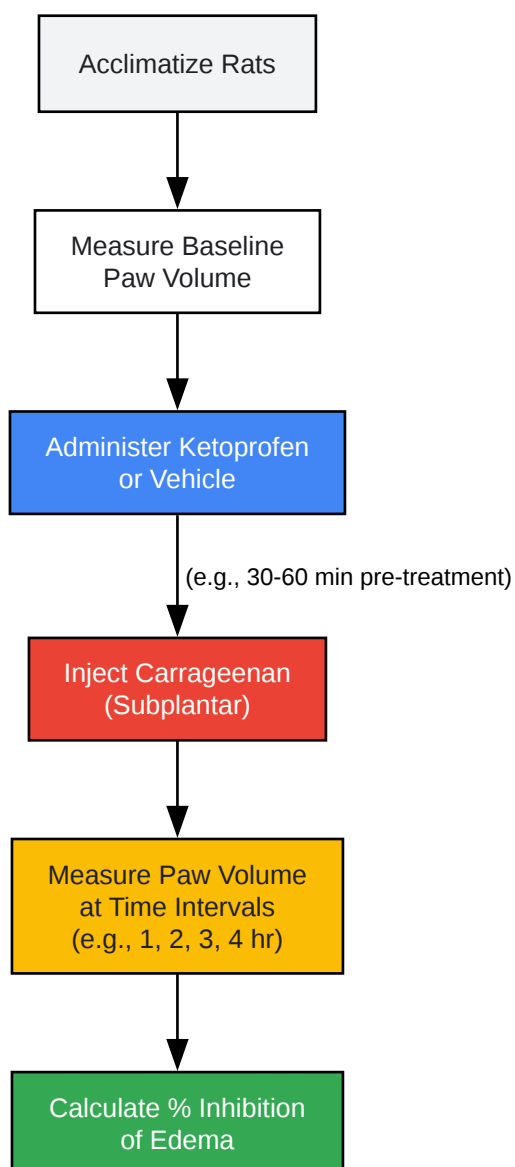 Acclimatize Rats
Measure Baseline
Paw Volume
Administer Ketoprofen
or Vehicle
(e.g., 30-60 min pre-treatment)
Inject Carrageenan
(Subplantar)
Measure Paw Volume
at Time Intervals
(e.g., 1, 2, 3, 4 hr)
Calculate % Inhibition
of Edema